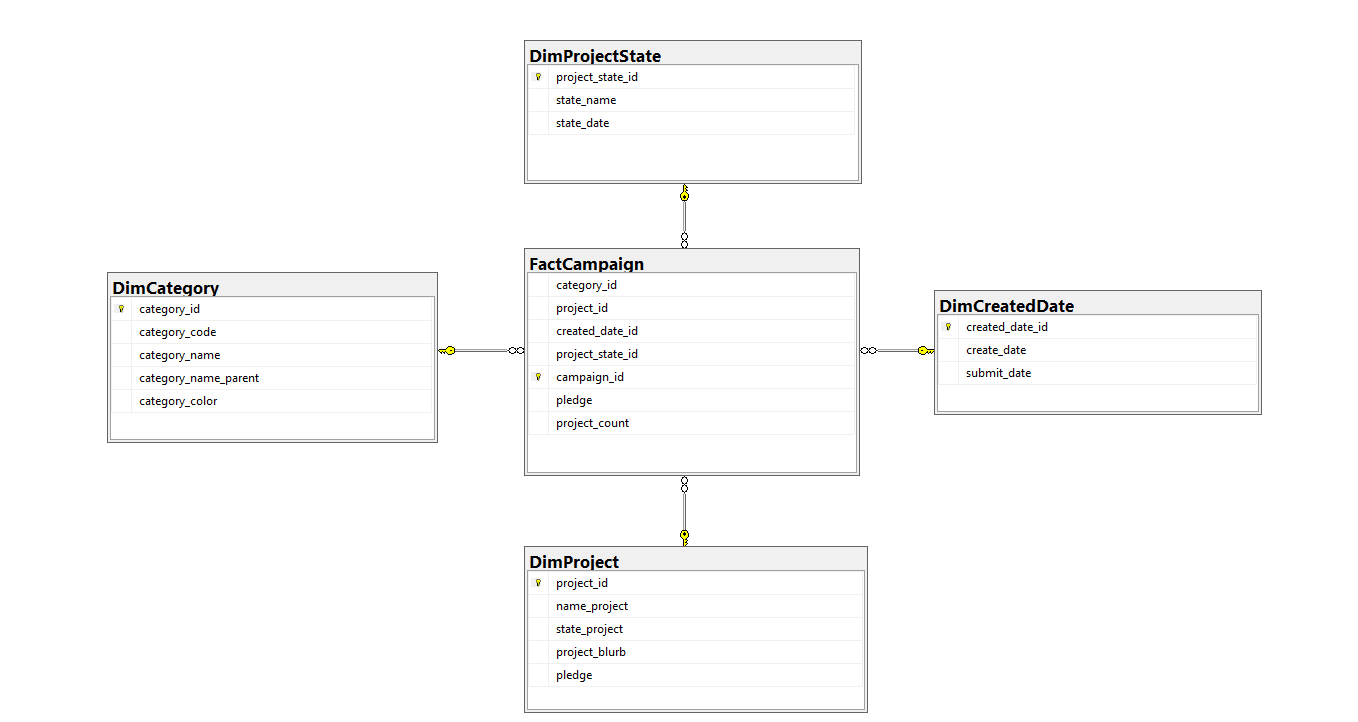 DimProjectState
project_state_id
state_name
state_date
FactCampaign
category_id
project_id
created_date_id
project_state_id
campaign_id
pledge
project_count
DimCategory
category_id
category_code
category_name
category_name_parent
category_color
DimCreatedDate
created_date_id
create_date
submit_date
DimProject
project_id
name_project
state_project
project_blurb
pledge